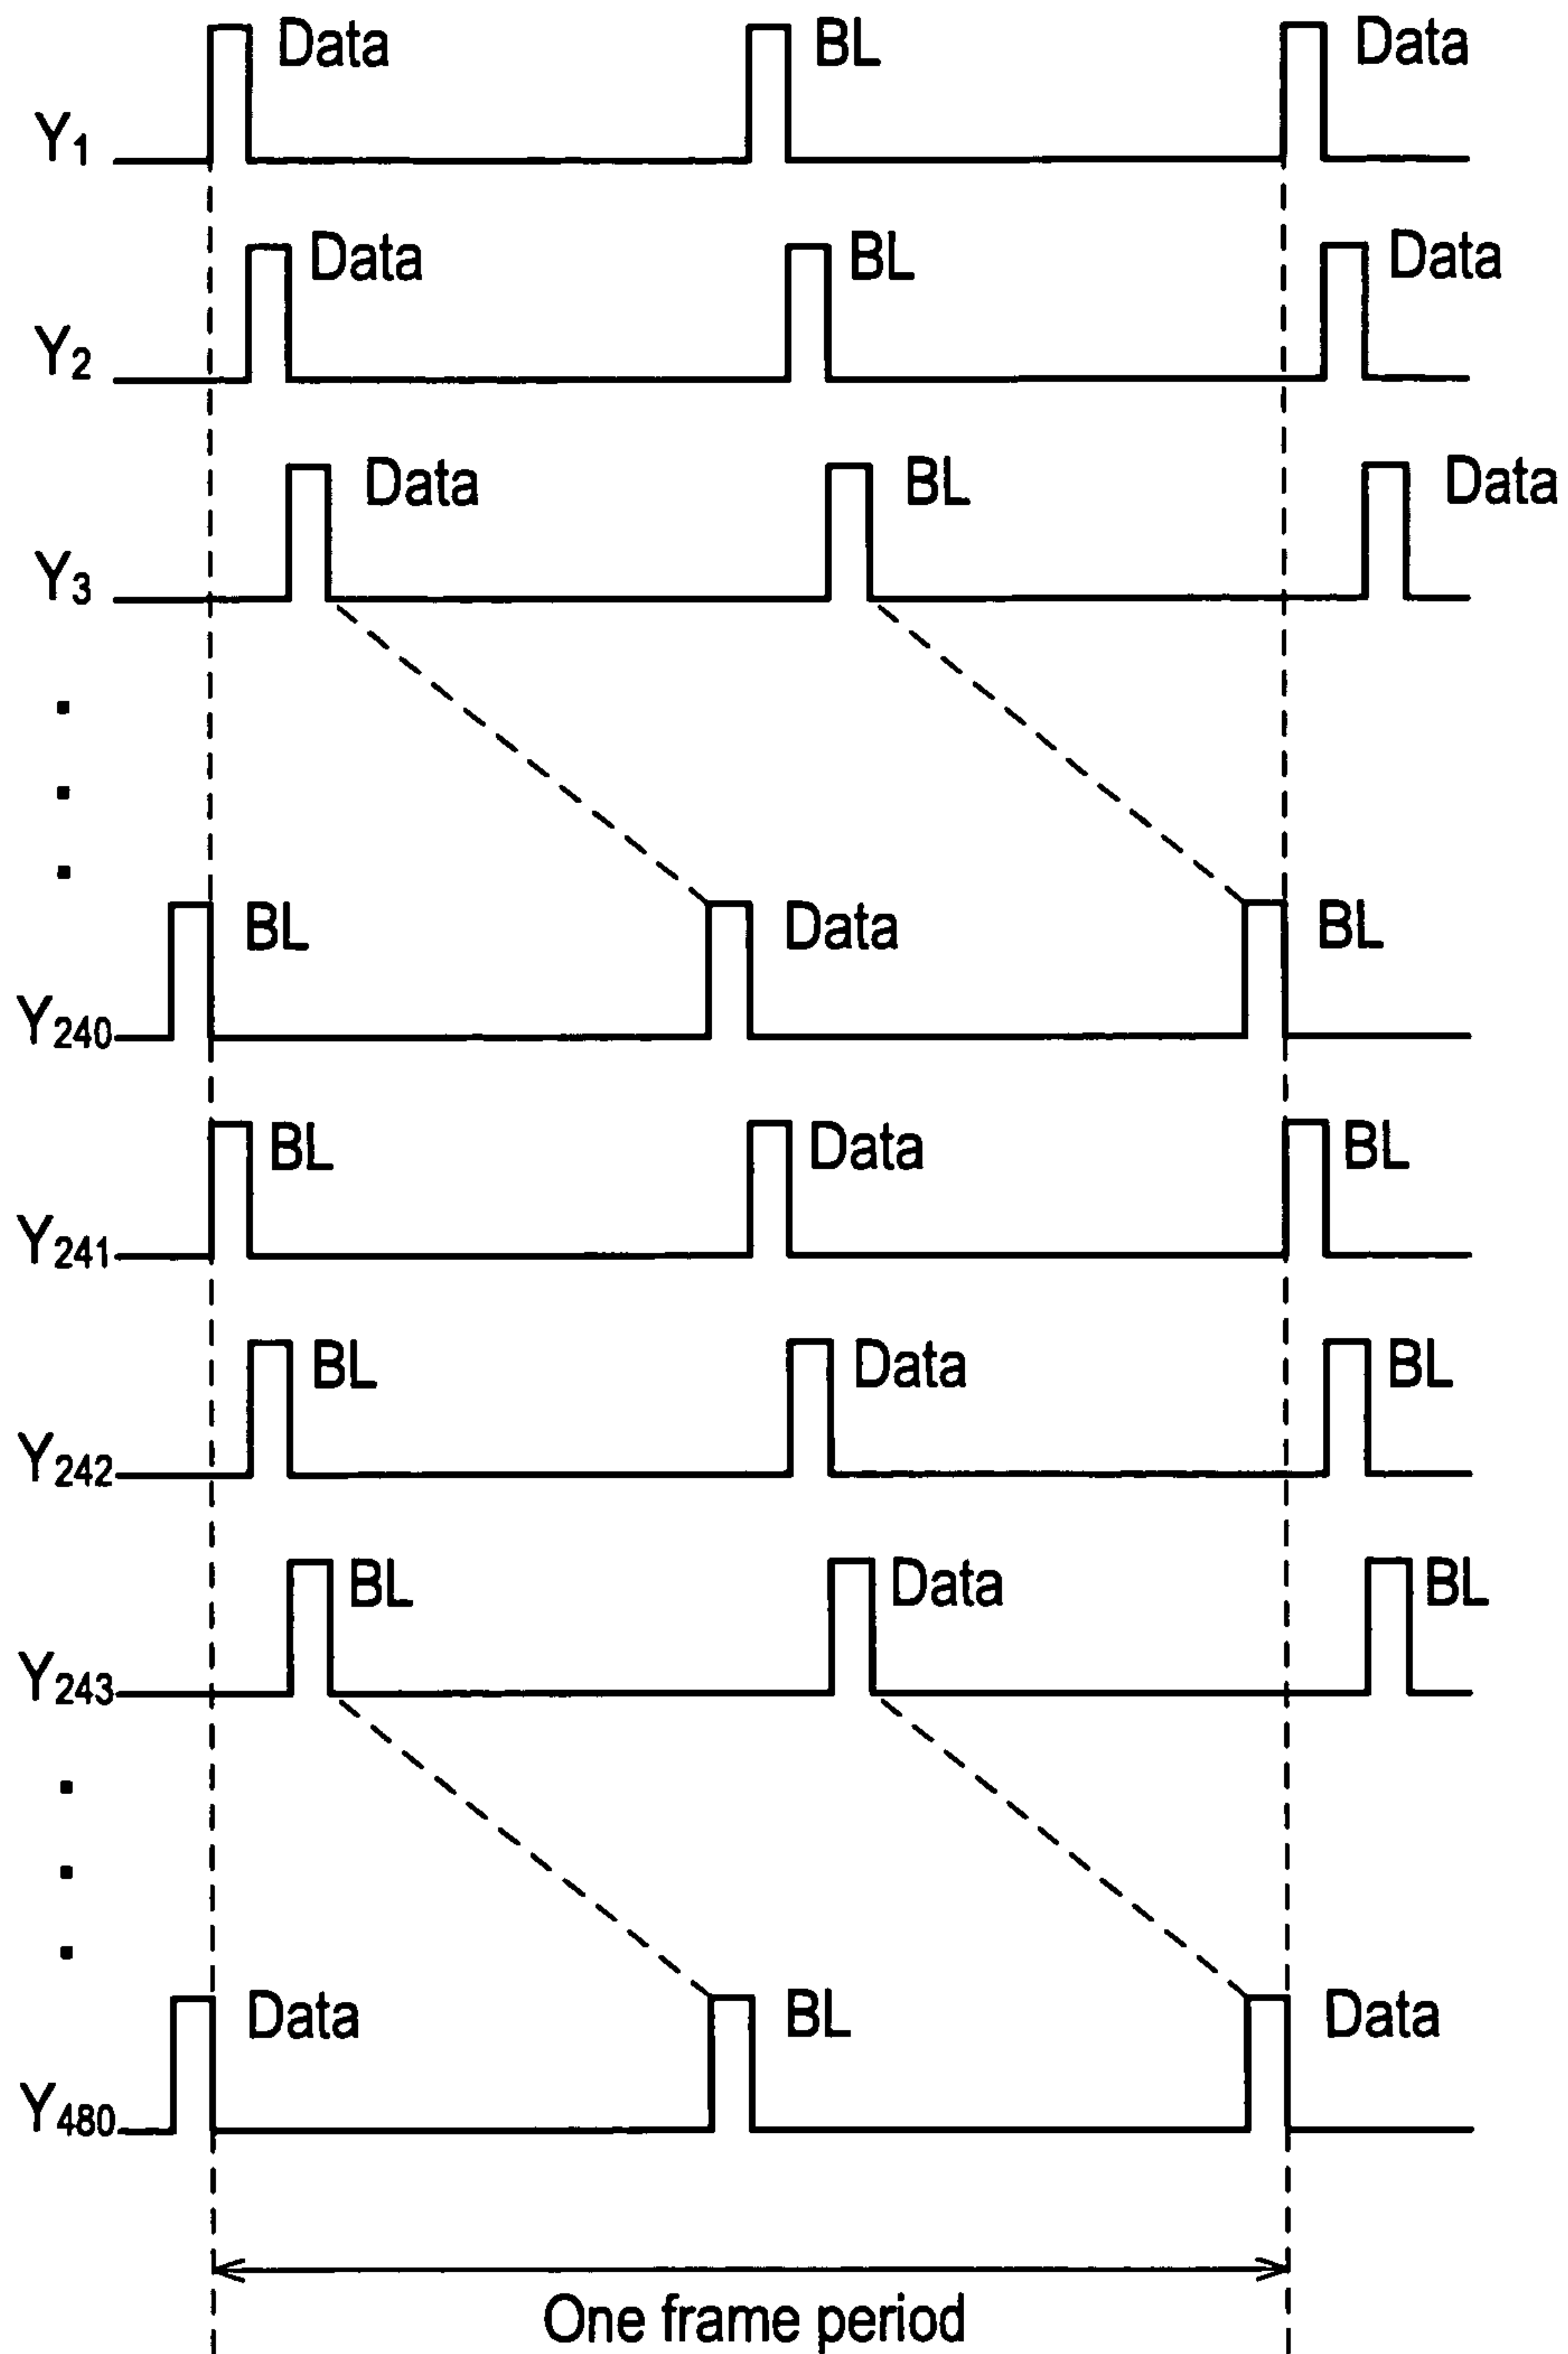 Data BL Data
Y1
Data BL Data
Y2
Data BL Data
Y3
BL Data BL
Y240
BL Data BL
Y241
BL Data BL
Y242
BL Data BL
Y243
Data BL Data
Y480
One frame period